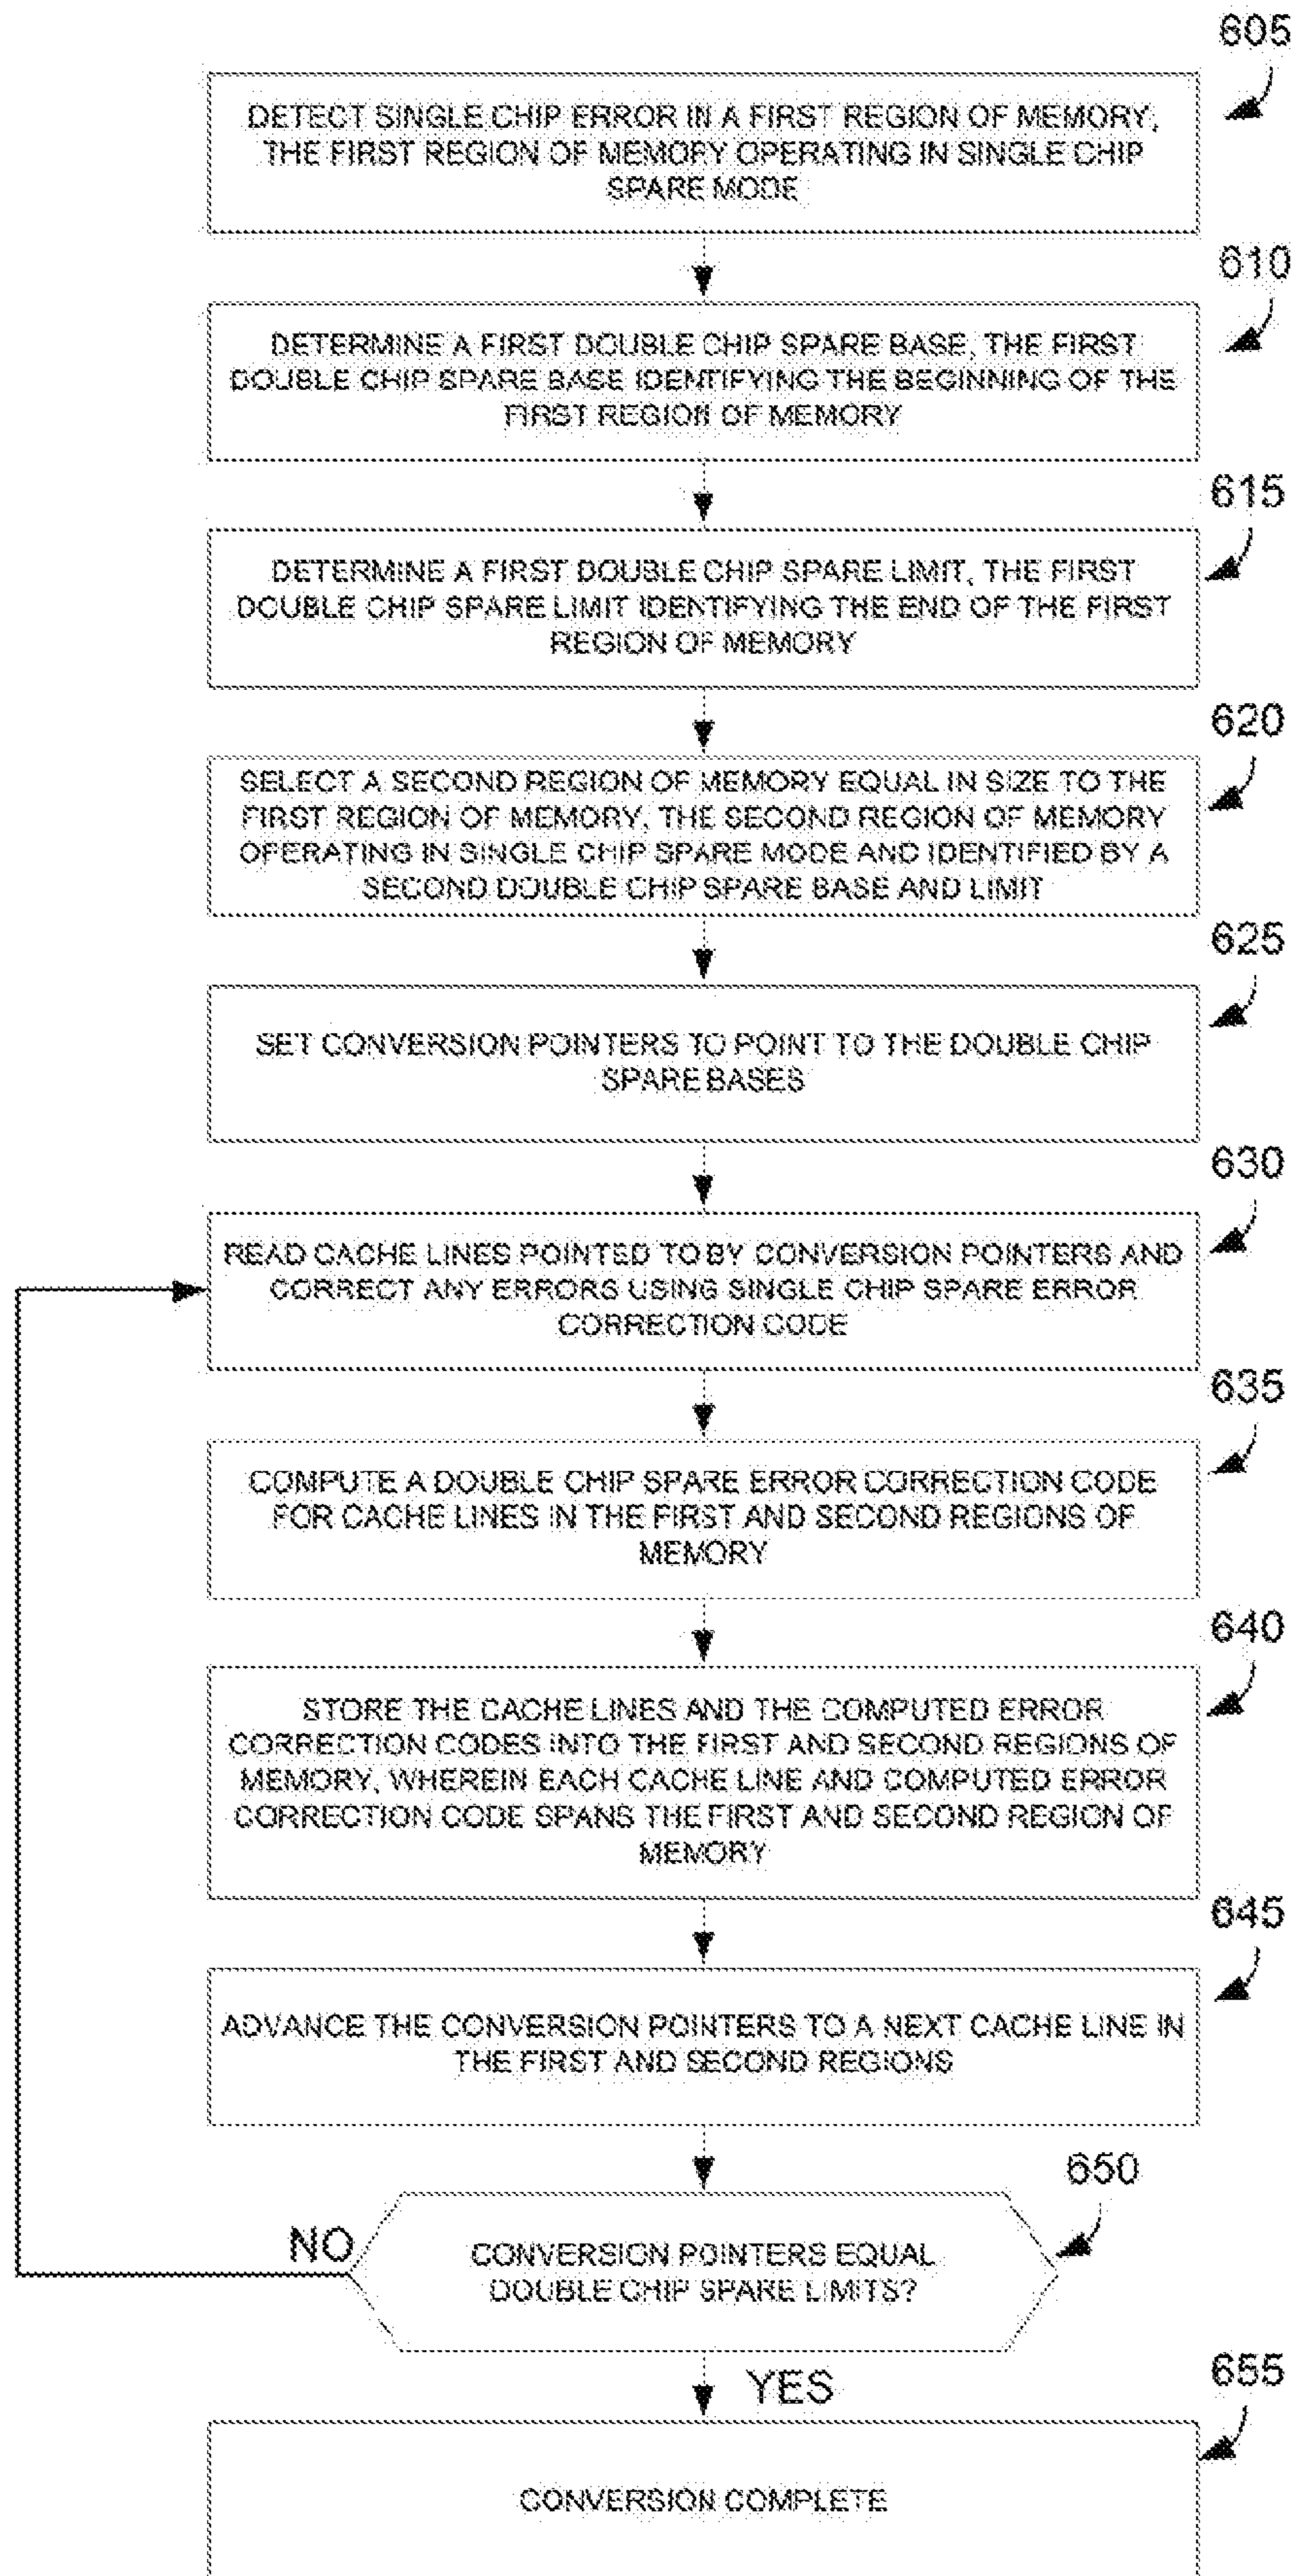 605
DETECT SINGLE CHIP ERROR IN A FIRST REGION OF MEMORY,
THE FIRST REGION OF MEMORY OPERATING IN SINGLE CHIP
SPARE MODE
610
DETERMINE A FIRST DOUBLE CHIP SPARE BASE, THE FIRST
DOUBLE CHIP SPARE BASE IDENTIFYING THE BEGINNING OF THE
FIRST REGION OF MEMORY
615
DETERMINE A FIRST DOUBLE CHIP SPARE LIMIT, THE FIRST
DOUBLE CHIP SPARE LIMIT IDENTIFYING THE END OF THE FIRST
REGION OF MEMORY
620
SELECT A SECOND REGION OF MEMORY EQUAL IN SIZE TO THE
FIRST REGION OF MEMORY, THE SECOND REGION OF MEMORY
OPERATING IN SINGLE CHIP SPARE MODE AND IDENTIFIED BY A
SECOND DOUBLE CHIP SPARE BASE AND LIMIT
625
SET CONVERSION POINTERS TO POINT TO THE DOUBLE CHIP
SPARE BASES
630
READ CACHE LINES POINTED TO BY CONVERSION POINTERS AND
CORRECT ANY ERRORS USING SINGLE CHIP SPARE ERROR
CORRECTION CODE
635
COMPUTE A DOUBLE CHIP SPARE ERROR CORRECTION CODE
FOR CACHE LINES IN THE FIRST AND SECOND REGIONS OF
MEMORY
640
STORE THE CACHE LINES AND THE COMPUTED ERROR
CORRECTION CODES INTO THE FIRST AND SECOND REGIONS OF
MEMORY, WHEREIN EACH CACHE LINE AND COMPUTED ERROR
CORRECTION CODE SPANS THE FIRST AND SECOND REGION OF
MEMORY
645
ADVANCE THE CONVERSION POINTERS TO A NEXT CACHE LINE IN
THE FIRST AND SECOND REGIONS
650
NO
CONVERSION POINTERS EQUAL
DOUBLE CHIP SPARE LIMITS?
YES
655
CONVERSION COMPLETE